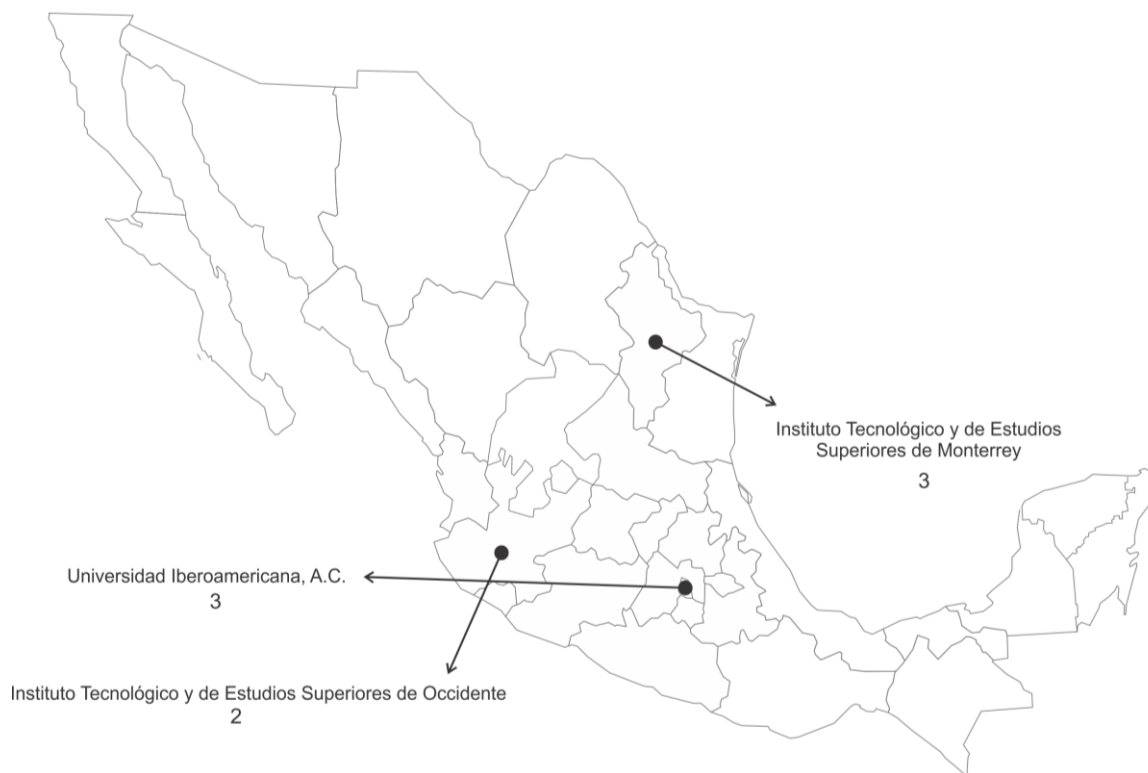 Instituto Tecnológico y de Estudios
Superiores de Monterrey
3
Universidad Iberoamericana, A.C.
3
Instituto Tecnológico y de Estudios Superiores de Occidente
2